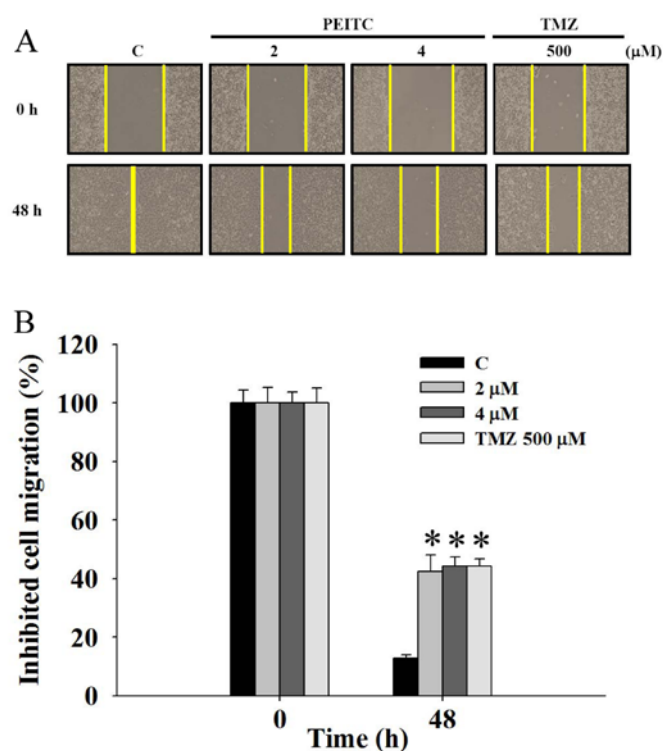 A
PEITC TMZ
C 2 4 500 (μM)
0 h
48 h
B
120
100
80
60
40
20
0
Inhibited cell migration (%)
C
2 μM
4 μM
TMZ 500 μM
* * *
0 48
Time (h)